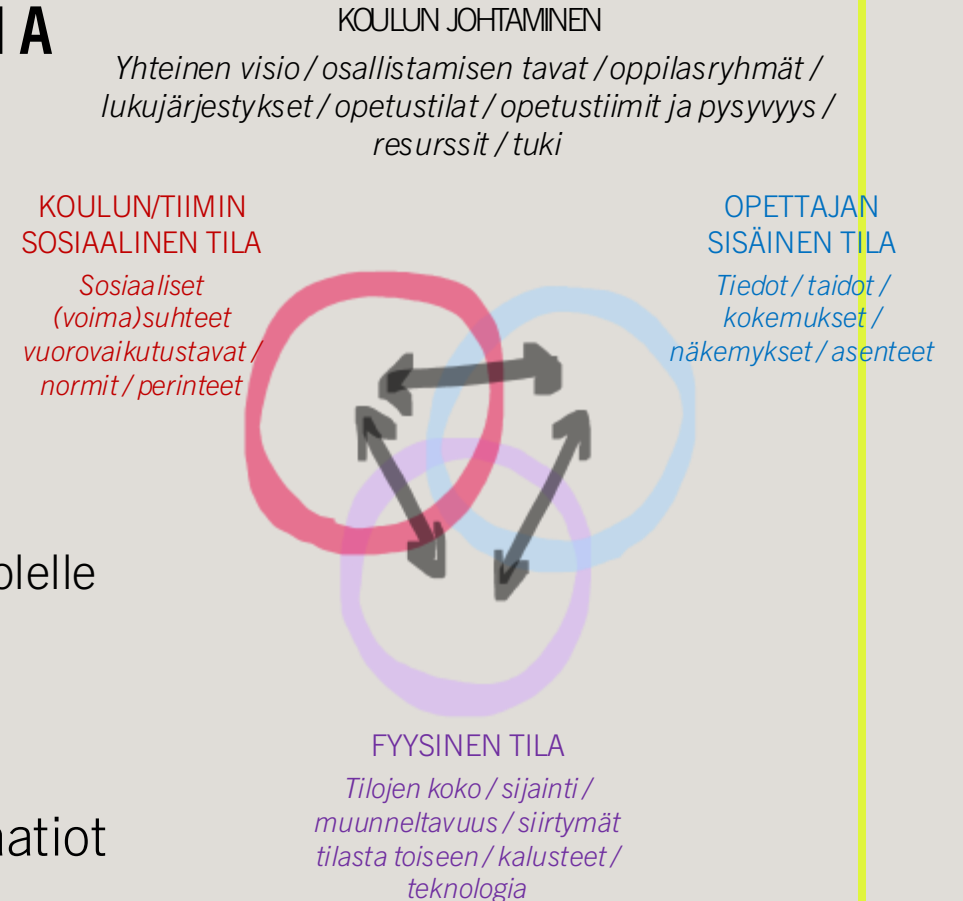 A
KOULUN JOHTAMINEN
Yhteinen visio / osallistamisen tavat / oppilasryhmät /
lukujärjestykset / opetustilat / opetustiimit ja pysyvyys /
resurssit / tuki
KOULUN/TIIMIN
SOSIAALINEN TILA
Sosiaaliset
(voima)suhteet
vuorovaikutustavat /
normit / perinteet
OPETTAJAN
SISÄINEN TILA
Tiedot / taidot /
kokemukset /
näkemykset / asenteet
olelle
FYYSINEN TILA
Tilojen koko / sijainti /
muunneltavuus / siirtymät
tilasta toiseen / kalusteet /
teknologia
atiot